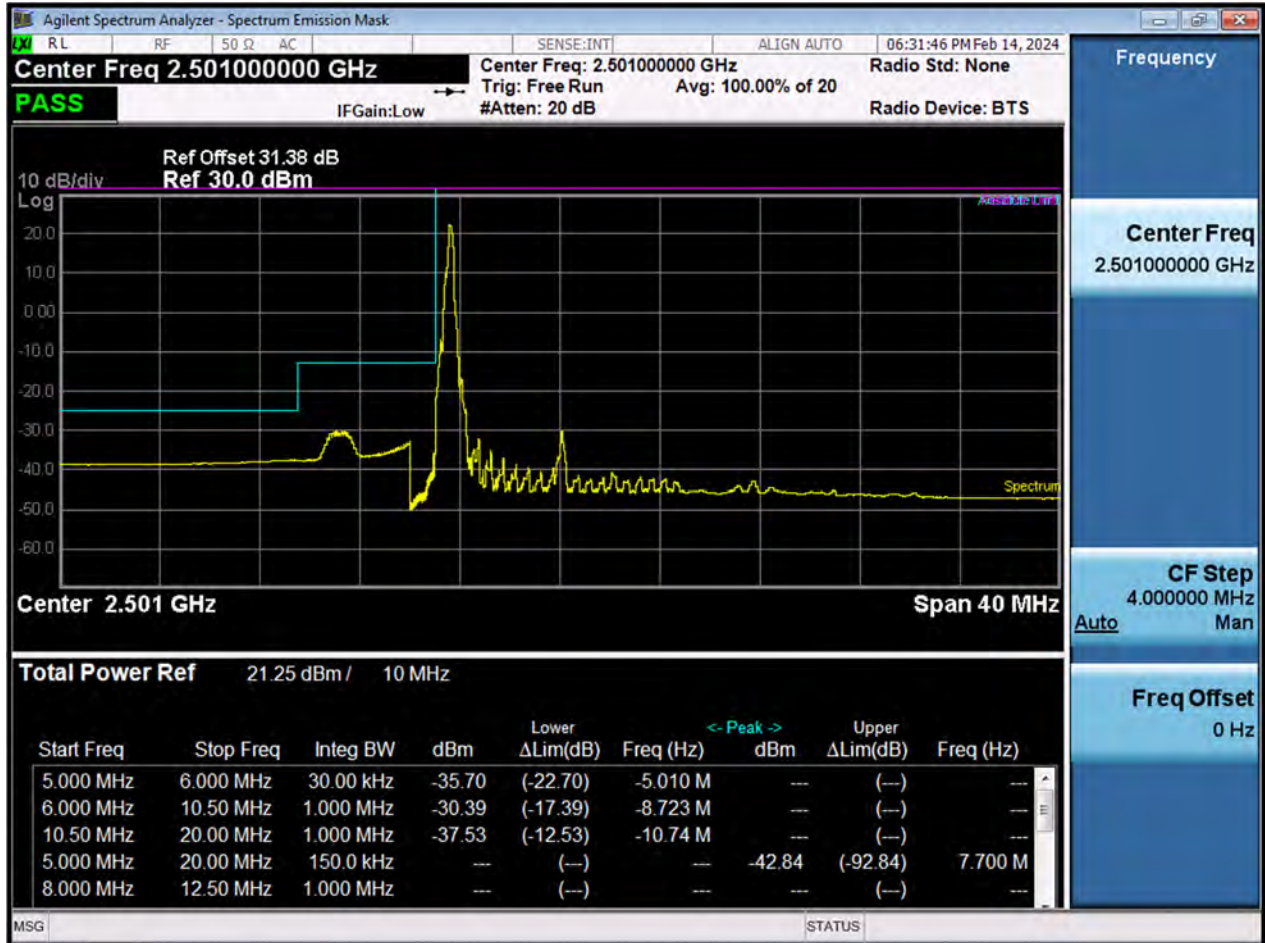 Agilent Spectrum Analyzer - Spectrum Emission Mask
LXI RL RF 50 Ω AC SENSE:INT ALIGN AUTO 06:31:46 PM Feb 14, 2024
Center Freq 2.501000000 GHz
Center Freq: 2.501000000 GHz
Radio Std: None
Trig: Free Run Avg: 100.00% of 20
PASS
IFGain:Low
#Atten: 20 dB
Radio Device: BTS
Ref Offset 31.38 dB
10 dB/div Ref 30.0 dBm
Log
Absolute Limit
20.0
10.0
0.00
-10.0
-20.0
-30.0
-40.0
Spectrum
-50.0
-60.0
Center 2.501 GHz Span 40 MHz
Total Power Ref 21.25 dBm / 10 MHz
Lower <- Peak -> Upper
Start Freq Stop Freq Integ BW dBm ΔLim(dB) Freq (Hz) dBm ΔLim(dB) Freq (Hz)
5.000 MHz 6.000 MHz 30.00 kHz -35.70 (-22.70) -5.010 M --- (---) ---
6.000 MHz 10.50 MHz 1.000 MHz -30.39 (-17.39) -8.723 M --- (---) ---
10.50 MHz 20.00 MHz 1.000 MHz -37.53 (-12.53) -10.74 M --- (---) ---
5.000 MHz 20.00 MHz 150.0 kHz --- (---) --- -42.84 (-92.84) 7.700 M
8.000 MHz 12.50 MHz 1.000 MHz --- (---) --- --- (---) ---
MSG STATUS
Frequency
Center Freq
2.501000000 GHz
CF Step
4.000000 MHz
Auto Man
Freq Offset
0 Hz